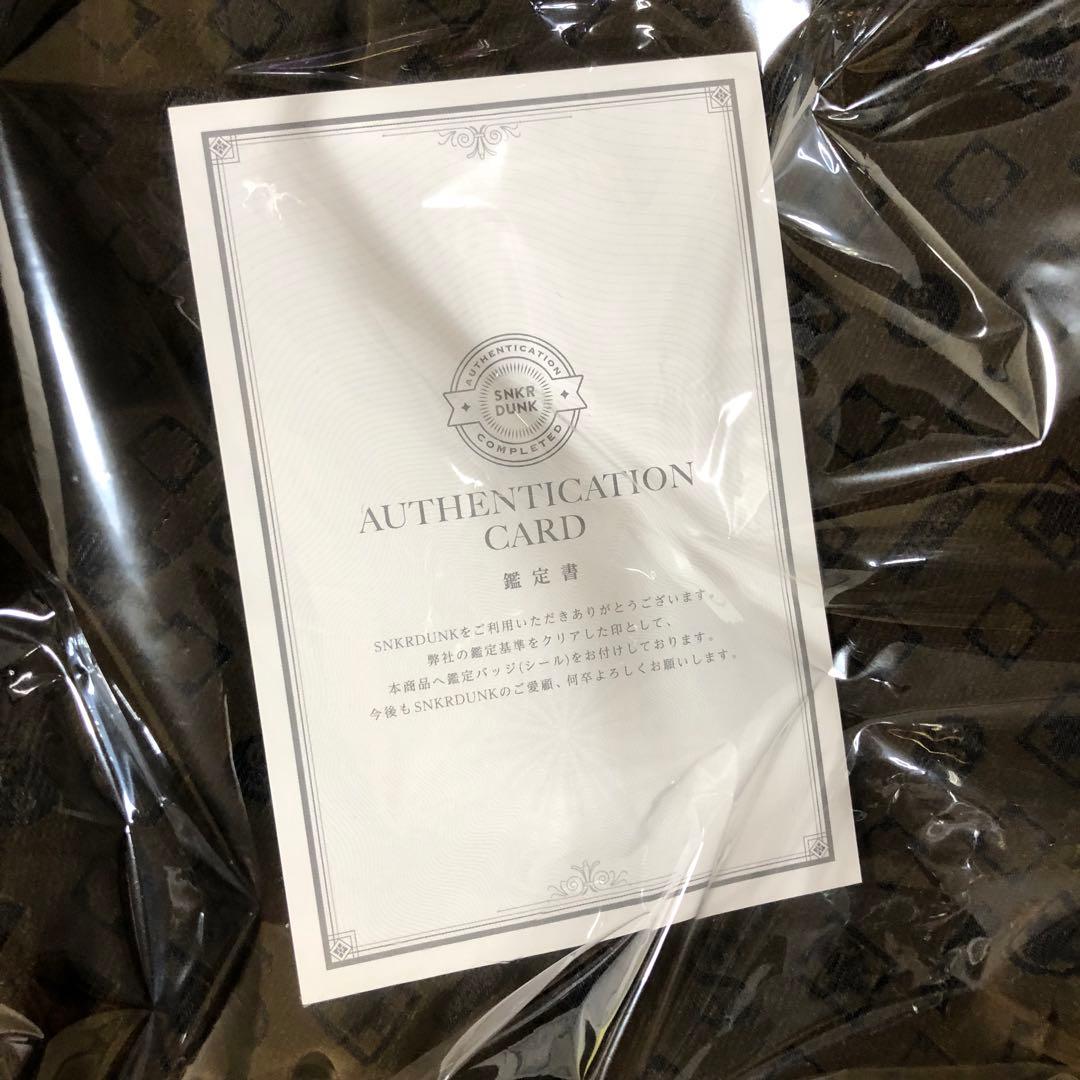 AUTHENTICATION
SNKR
DUNK
COMPLETED
AUTHENTICATION
CARD
鑑定書
SNKRDUNKをご利用いただきありがとうございます。
弊社の鑑定基準をクリアした印として、
本商品へ鑑定バッジ(シール)をお付けしております。
今後もSNKRDUNKのご愛顧、何卒よろしくお願いします。